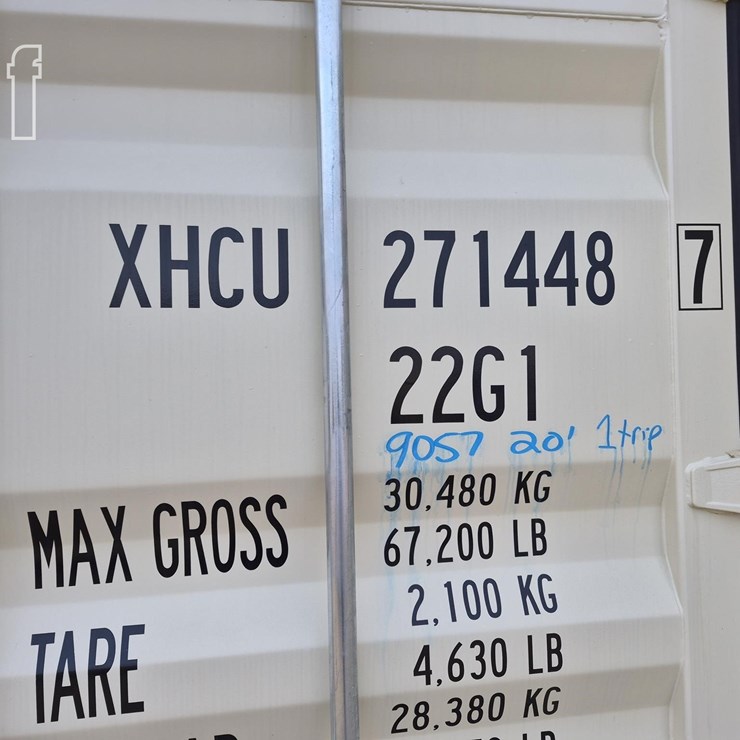 f
XHCU 271448 7
22G1
9057 20' 1trip
30,480 KG
MAX GROSS 67,200 LB
2,100 KG
TARE 4,630 LB
28,380 KG
LB